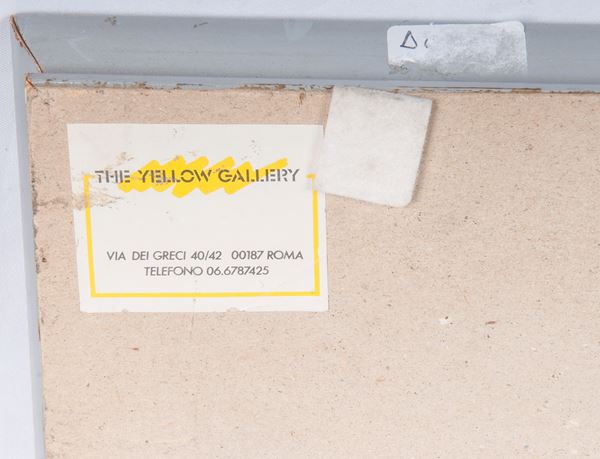 THE YELLOW GALLERY
VIA DEI GRECI 40/42 00187 ROMA
TELEFONO 06.6787425